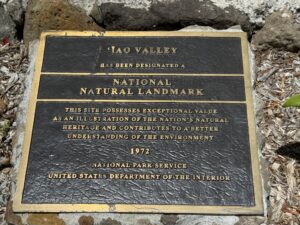 IAO VALLEY
HAS BEEN DESIGNATED A
NATIONAL
NATURAL LANDMARK
THIS SITE POSSESSES EXCEPTIONAL VALUE
AS AN ILLUSTRATION OF THE NATION'S NATURAL
HERITAGE AND CONTRIBUTES TO A BETTER
UNDERSTANDING OF THE ENVIRONMENT
1972
NATIONAL PARK SERVICE
UNITED STATES DEPARTMENT OF THE INTERIOR